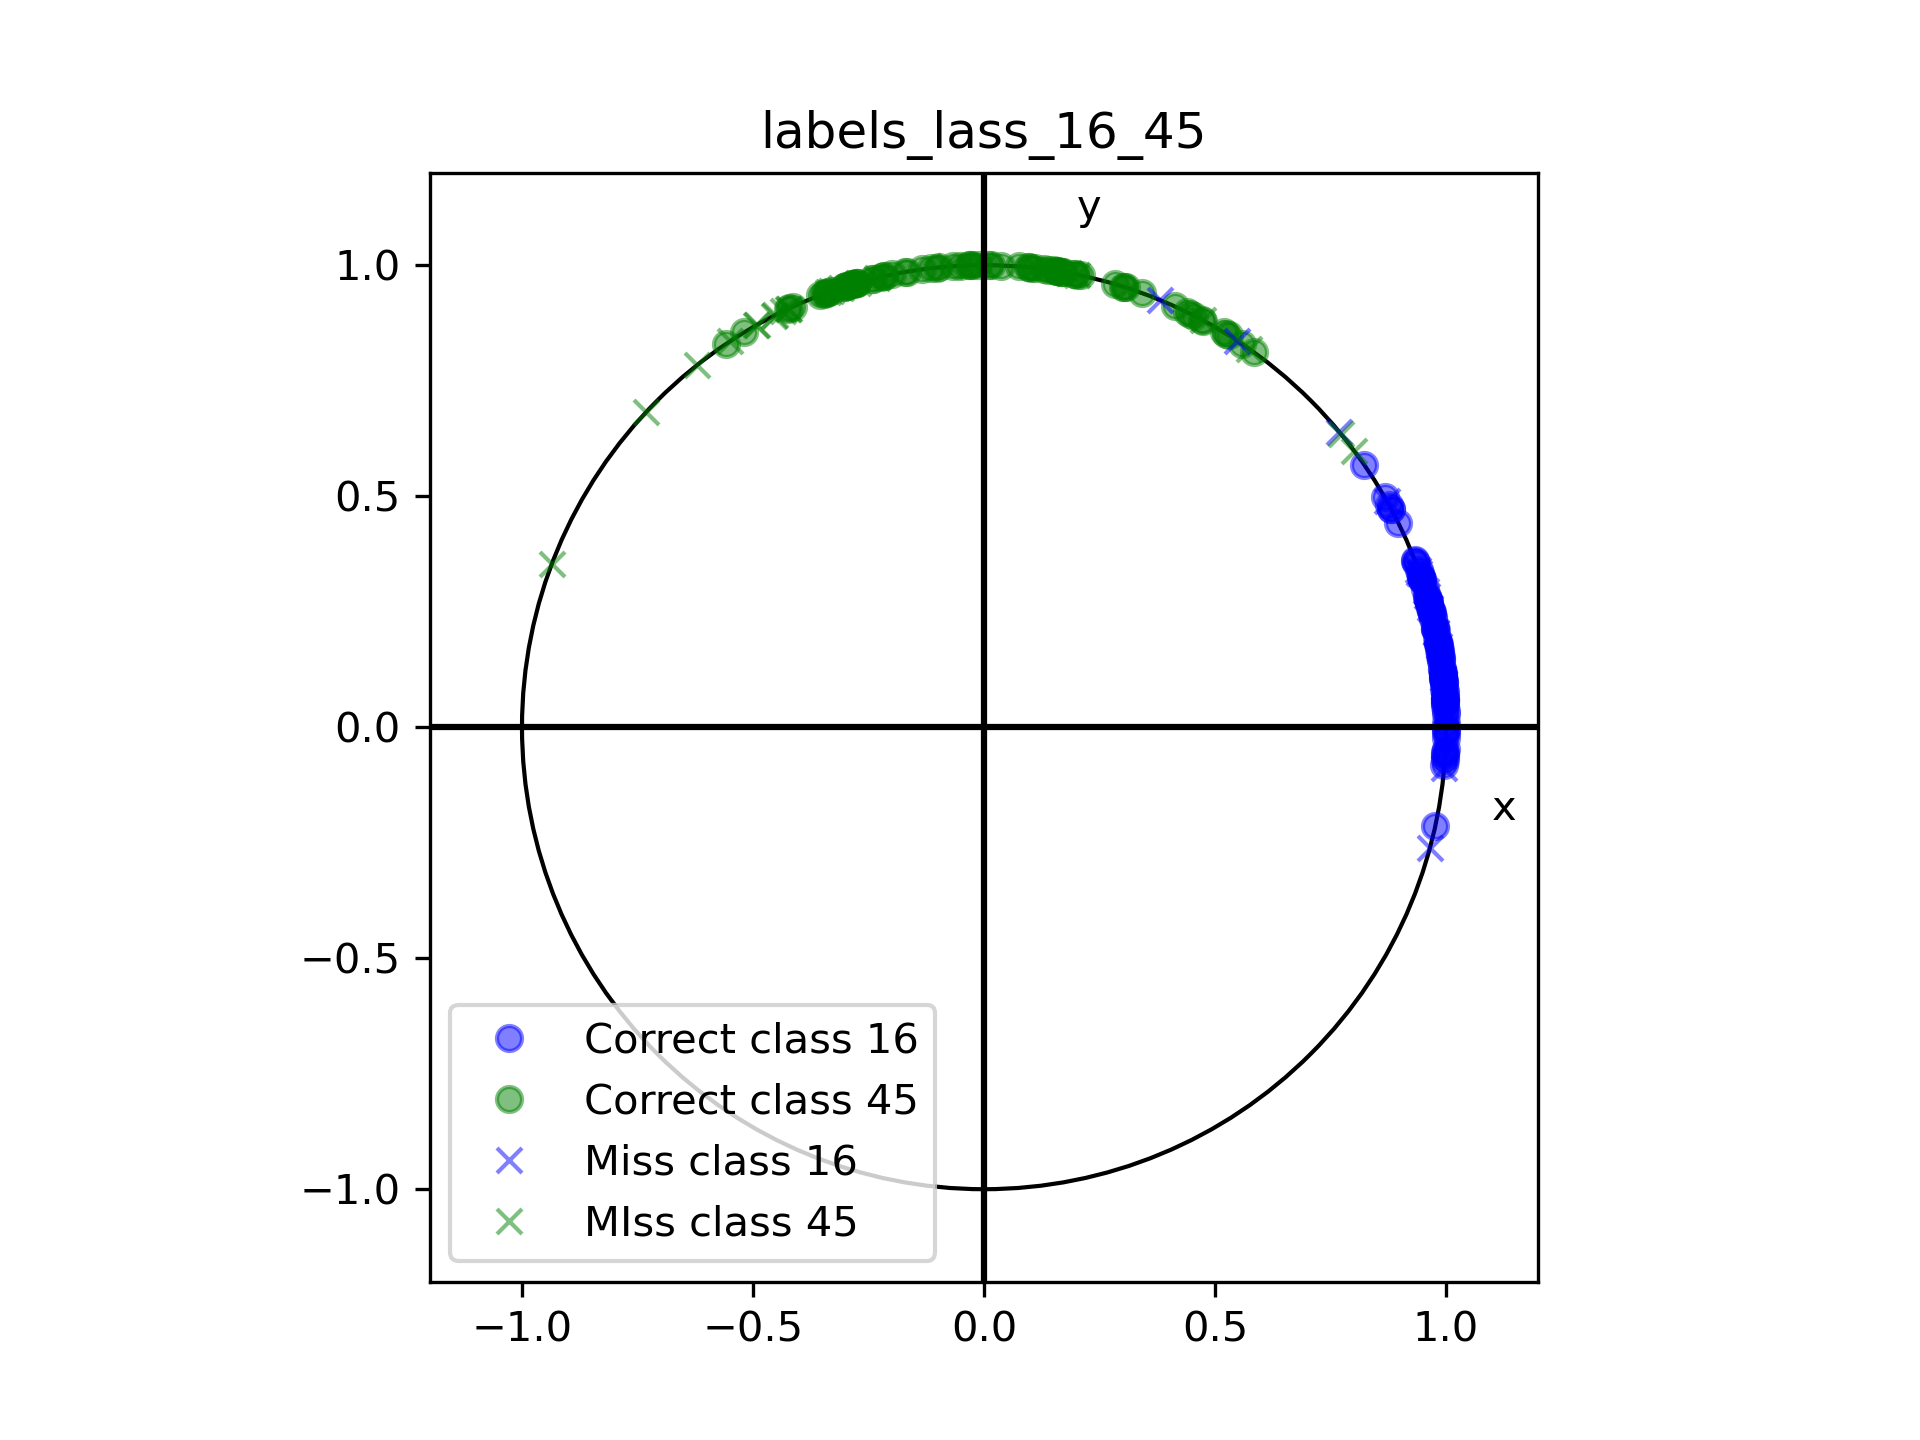 labels_lass_16_45
y
1.0
0.5
0.0
−0.5
−1.0
x
Correct class 16
Correct class 45
Miss class 16
MIss class 45
−1.0 −0.5 0.0 0.5 1.0